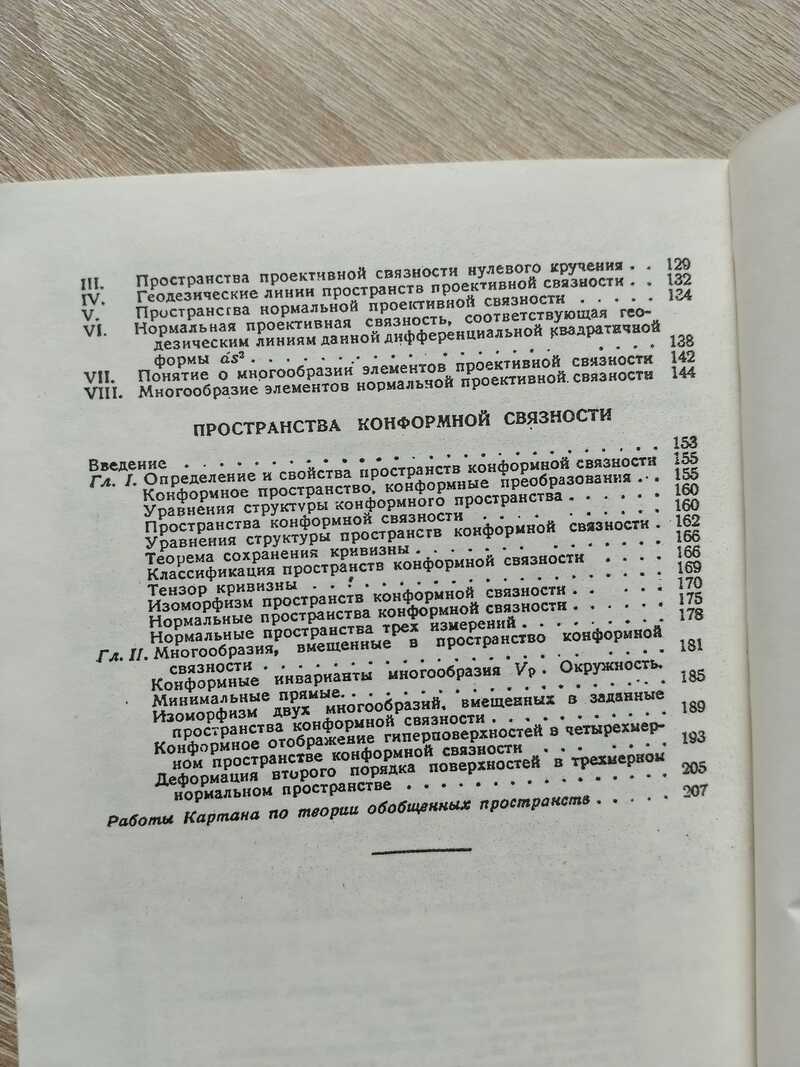 III. Пространства проективной связности нулевого кручения . . 129
IV. Геодезические линии пространств проективной связности . . 132
V. Пространства нормальной проективной связности . . . . . 134
VI. Нормальная проективная связность, соответствующая гео-
дезическим линиям данной дифференциальной квадратичной
формы ds² . . . . . . . . . . . . . . . . 138
VII. Понятие о многообразии элементов проективной связности 142
VIII. Многообразие элементов нормальной проективной связности 144
ПРОСТРАНСТВА КОНФОРМНОЙ СВЯЗНОСТИ
Введение . . . . . . . . . . . . . . . . . . . . 153
Гл. I. Определение и свойства пространств конформной связности 155
Конформное пространство, конформные преобразования . . . 155
Уравнения структуры конформного пространства . . . . . . 160
Пространства конформной связности . . . . . . . . . 160
Уравнения структуры пространств конформной связности . 162
Теорема сохранения кривизны . . . . . . . . . . . . 166
Классификация пространств конформной связности . . . . 166
Тензор кривизны . . . . . . . . . . . . . . . . . 169
Изоморфизм пространств конформной связности . . . . . 170
Нормальные пространства конформной связности . . . . . . 175
Нормальные пространства трех измерений . . . . . . . . 178
Гл. II. Многообразия, вмещенные в пространство конформной
связности . . . . . . . . . . . . . . . . . . . . 181
Конформные инварианты многообразия Vp. Окружность.
Минимальные прямые. . . . . . . . . . . . . . . . 185
Изоморфизм двух многообразий, вмещенных в заданные
пространства конформной связности . . . . . . . . . . 189
Конформное отображение гиперповерхностей в четырехмер-
ном пространстве конформной связности . . . . . . . 193
Деформация второго порядка поверхностей в трехмерном
нормальном пространстве . . . . . . . . . . . . . 205
Работы Картана по теории обобщенных пространств . . . . . 207